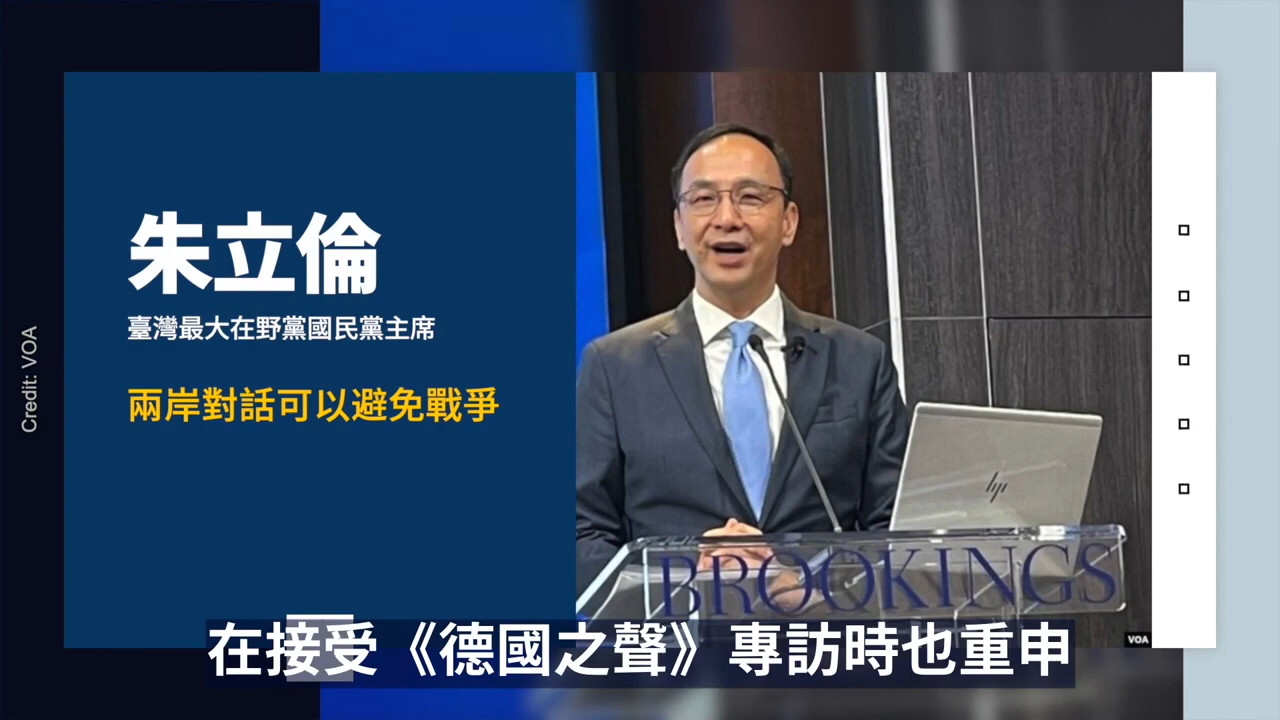 朱立倫
臺灣最大在野黨國民黨主席
兩岸對話可以避免戰爭
Credit: VOA
hp
BROOKINGS
VOA
在接受《德國之聲》專訪時也重申